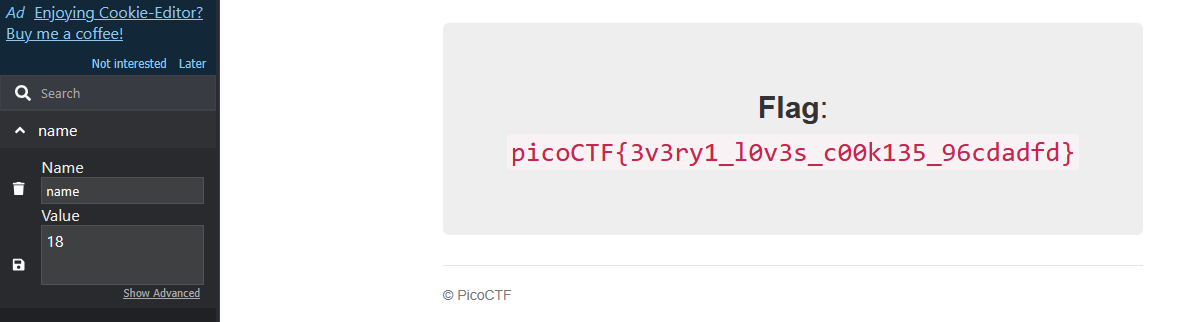 Ad Enjoying Cookie-Editor?
Buy me a coffee!
Not interested Later
Search
name
Name
name
Value
18
Show Advanced
Flag:
picoCTF{3v3ry1_l0v3s_c00k135_96cdadfd}
© PicoCTF